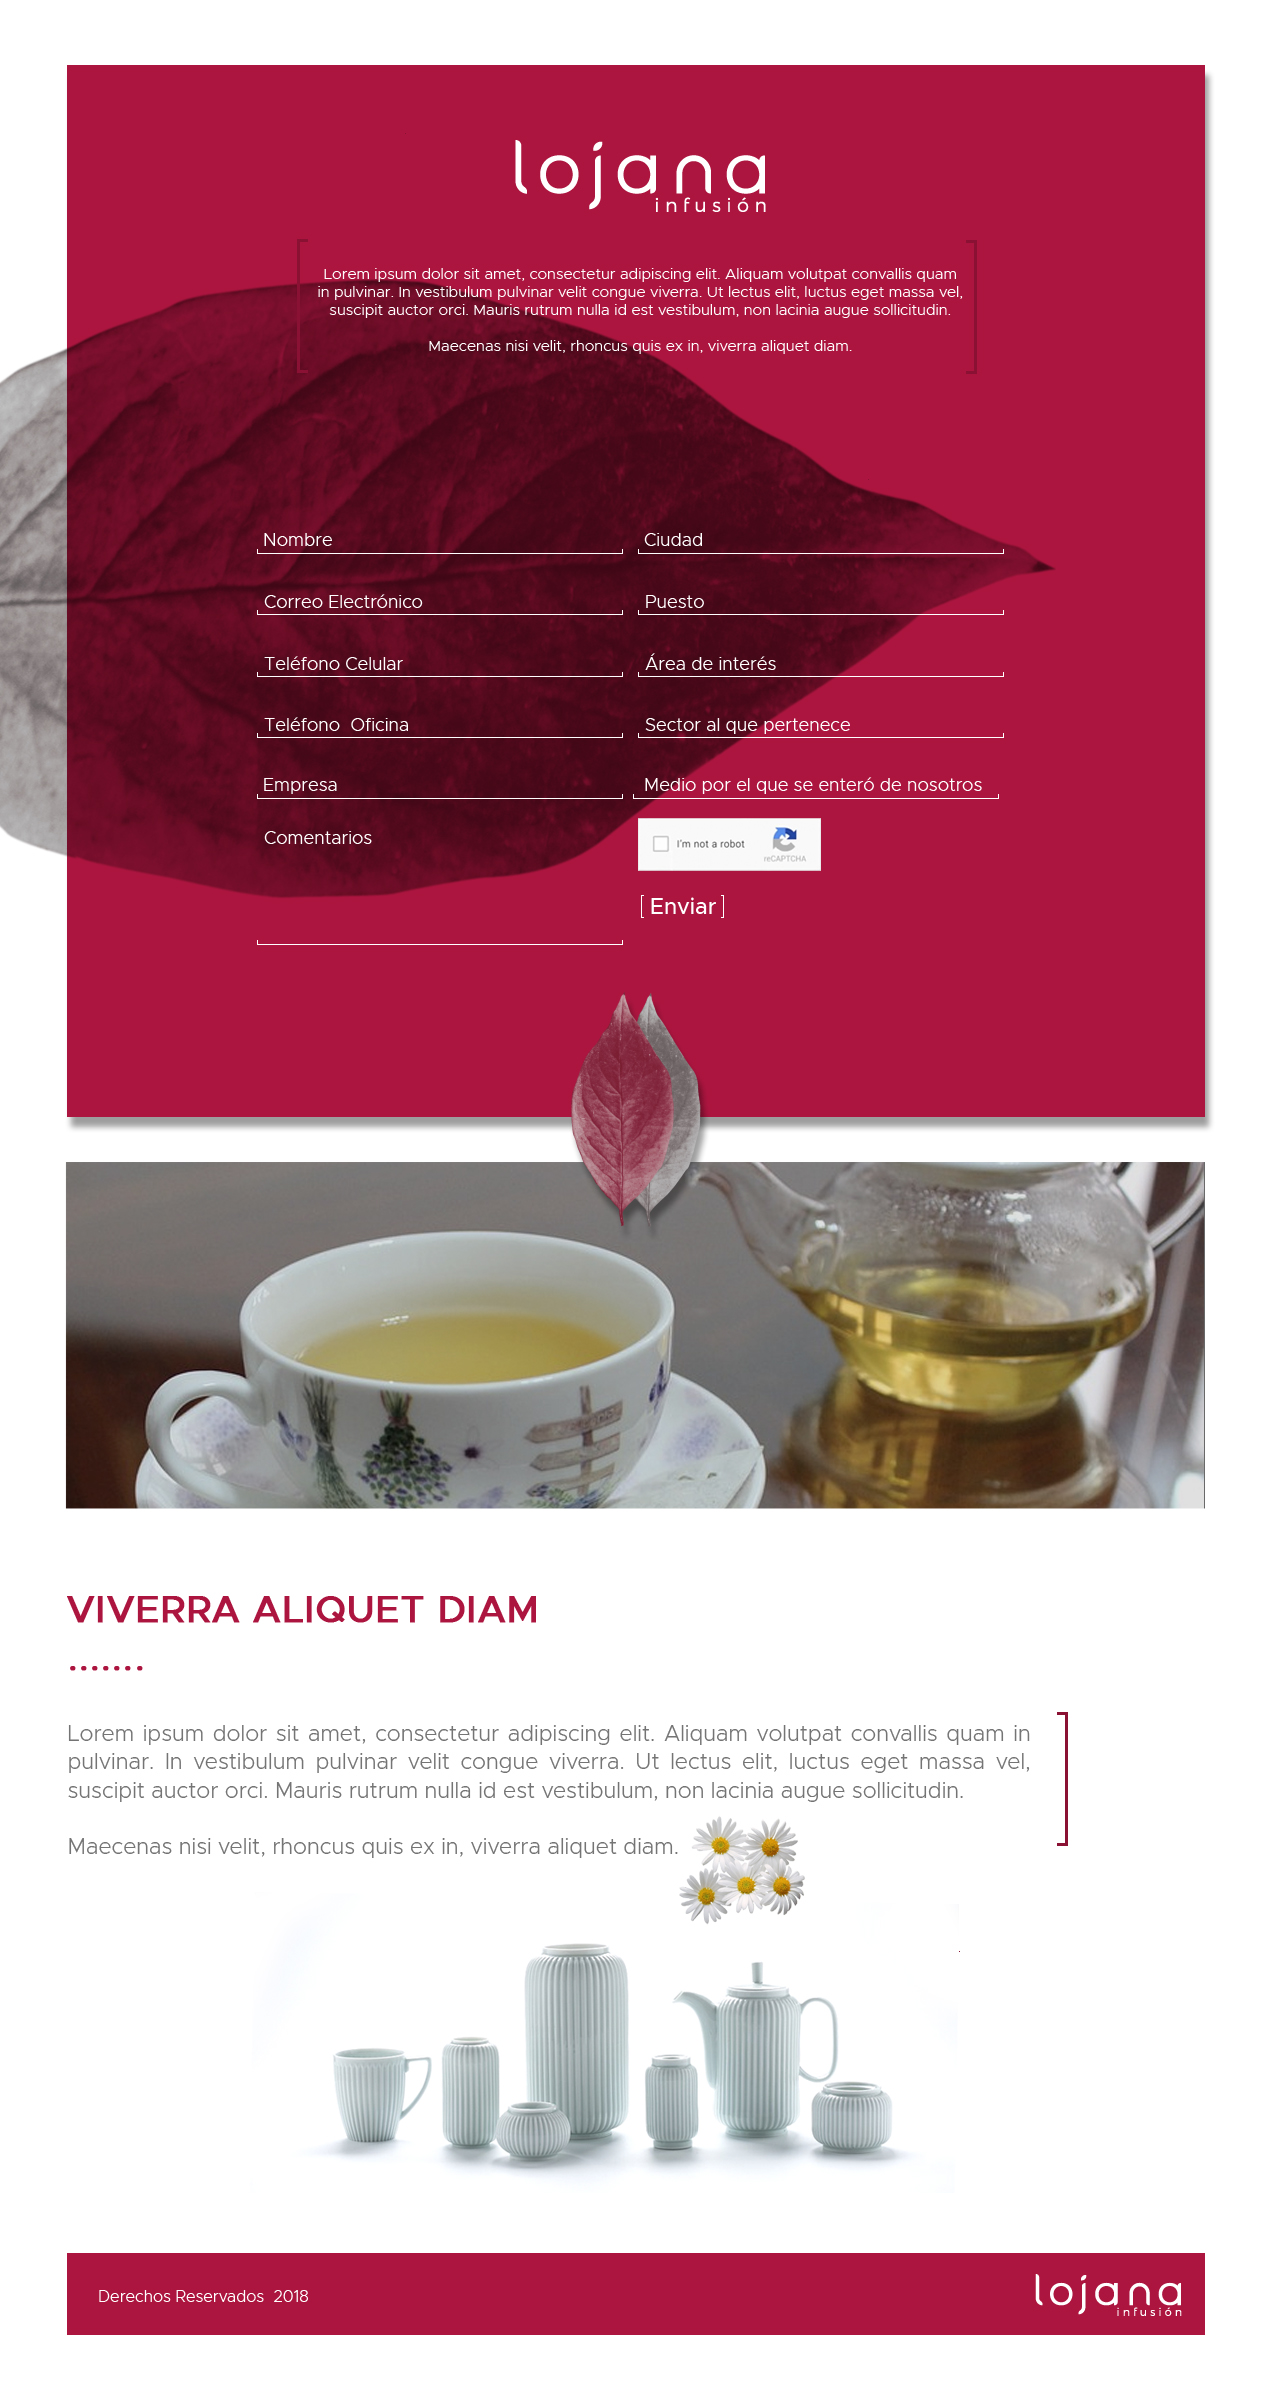 lojana
infusión
Lorem ipsum dolor sit amet, consectetur adipiscing elit. Aliquam volutpat convallis quam
in pulvinar. In vestibulum pulvinar velit congue viverra. Ut lectus elit, luctus eget massa vel,
suscipit auctor orci. Mauris rutrum nulla id est vestibulum, non lacinia augue sollicitudin.
Maecenas nisi velit, rhoncus quis ex in, viverra aliquet diam.
Nombre
Ciudad
Correo Electrónico
Puesto
Teléfono Celular
Área de interés
Teléfono  Oficina
Sector al que pertenece
Empresa
Medio por el que se enteró de nosotros
Comentarios
I'm not a robot
reCAPTCHA
[ Enviar ]
VIVERRA ALIQUET DIAM
.......
Lorem ipsum dolor sit amet, consectetur adipiscing elit. Aliquam volutpat convallis quam in
pulvinar. In vestibulum pulvinar velit congue viverra. Ut lectus elit, luctus eget massa vel,
suscipit auctor orci. Mauris rutrum nulla id est vestibulum, non lacinia augue sollicitudin.
Maecenas nisi velit, rhoncus quis ex in, viverra aliquet diam.
Derechos Reservados  2018
lojana
infusión